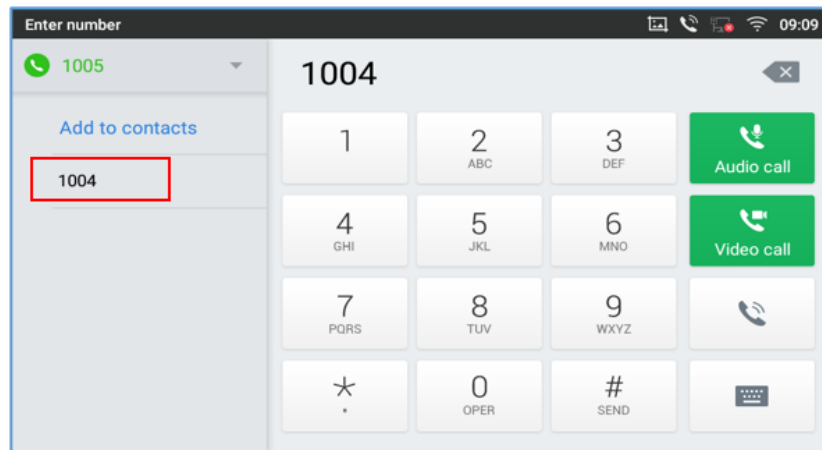 Enter number
09:09
1005
1004
Add to contacts
1004
1
2
ABC
3
DEF
Audio call
4
GHI
5
JKL
6
MNO
Video call
7
PQRS
8
TUV
9
WXYZ
*
.
0
OPER
#
SEND